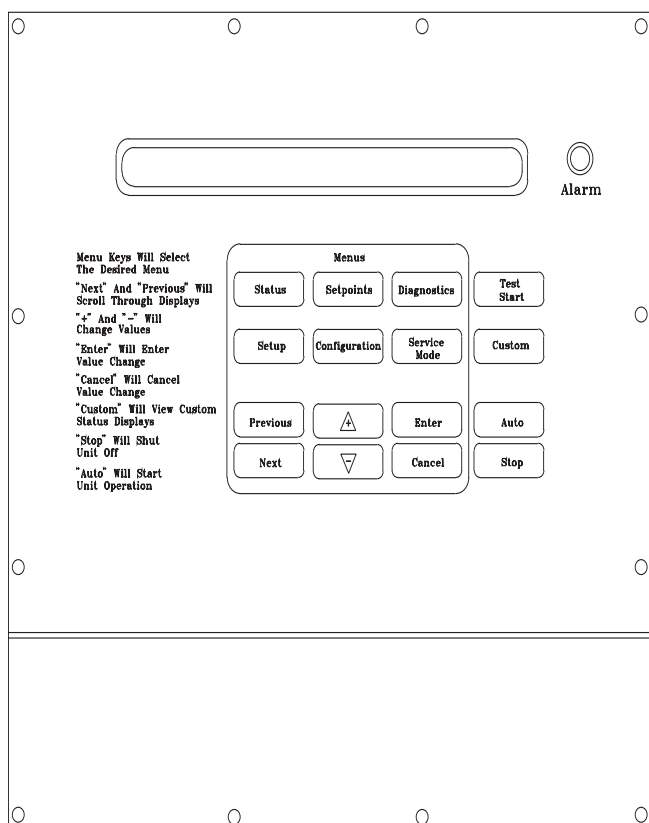 Alarm
Menu Keys Will Select
The Desired Menu
"Next" And "Previous" Will
Scroll Through Displays
"+" And "-" Will
Change Values
"Enter" Will Enter
Value Change
"Cancel" Will Cancel
Value Change
"Custom" Will View Custom
Status Displays
"Stop" Will Shut
Unit Off
"Auto" Will Start
Unit Operation
Menus
Status
Setpoints
Diagnostics
Test
Start
Setup
Configuration
Service
Mode
Custom
Previous
+
Enter
Auto
Next
-
Cancel
Stop